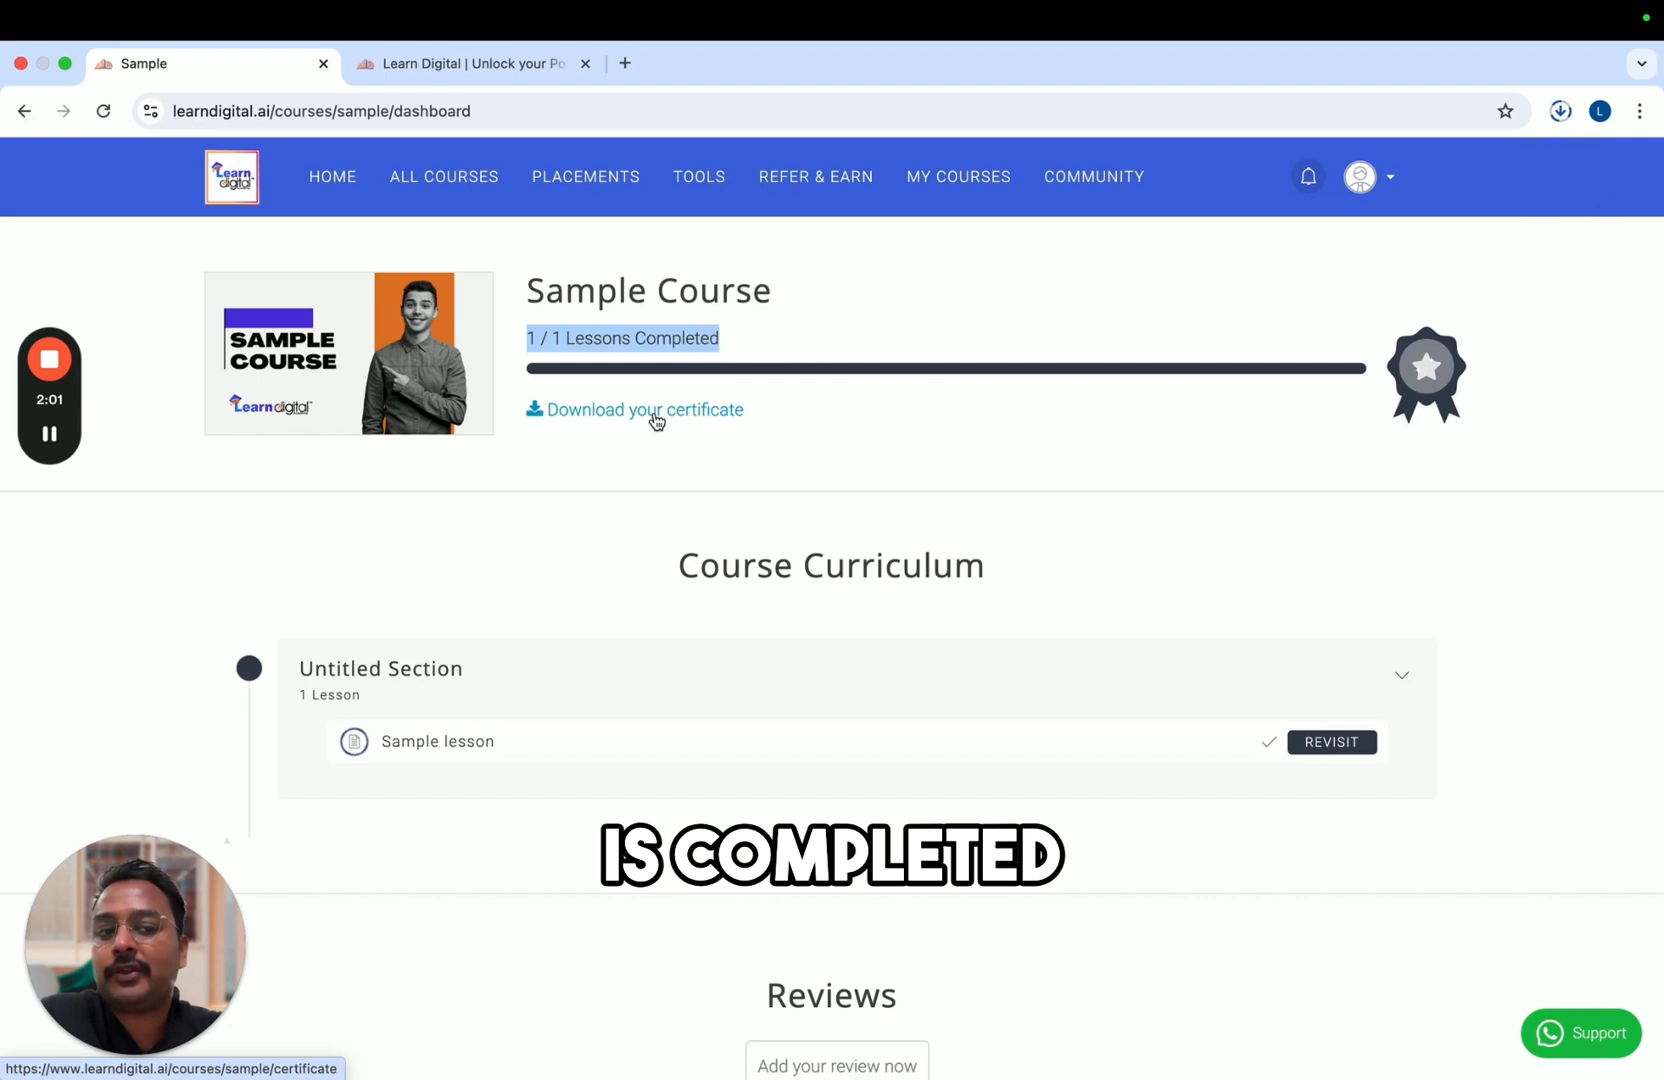 Sample
Learn Digital | Unlock your Po
learndigital.ai/courses/sample/dashboard
L
Learn
digital
HOME
ALL COURSES
PLACEMENTS
TOOLS
REFER & EARN
MY COURSES
COMMUNITY
SAMPLE
COURSE
Learndigital
Sample Course
1 / 1 Lessons Completed
Download your certificate
2:01
Course Curriculum
Untitled Section
1 Lesson
Sample lesson
REVISIT
IS COMPLETED
Reviews
Add your review now
Support
https://www.learndigital.ai/courses/sample/certificate